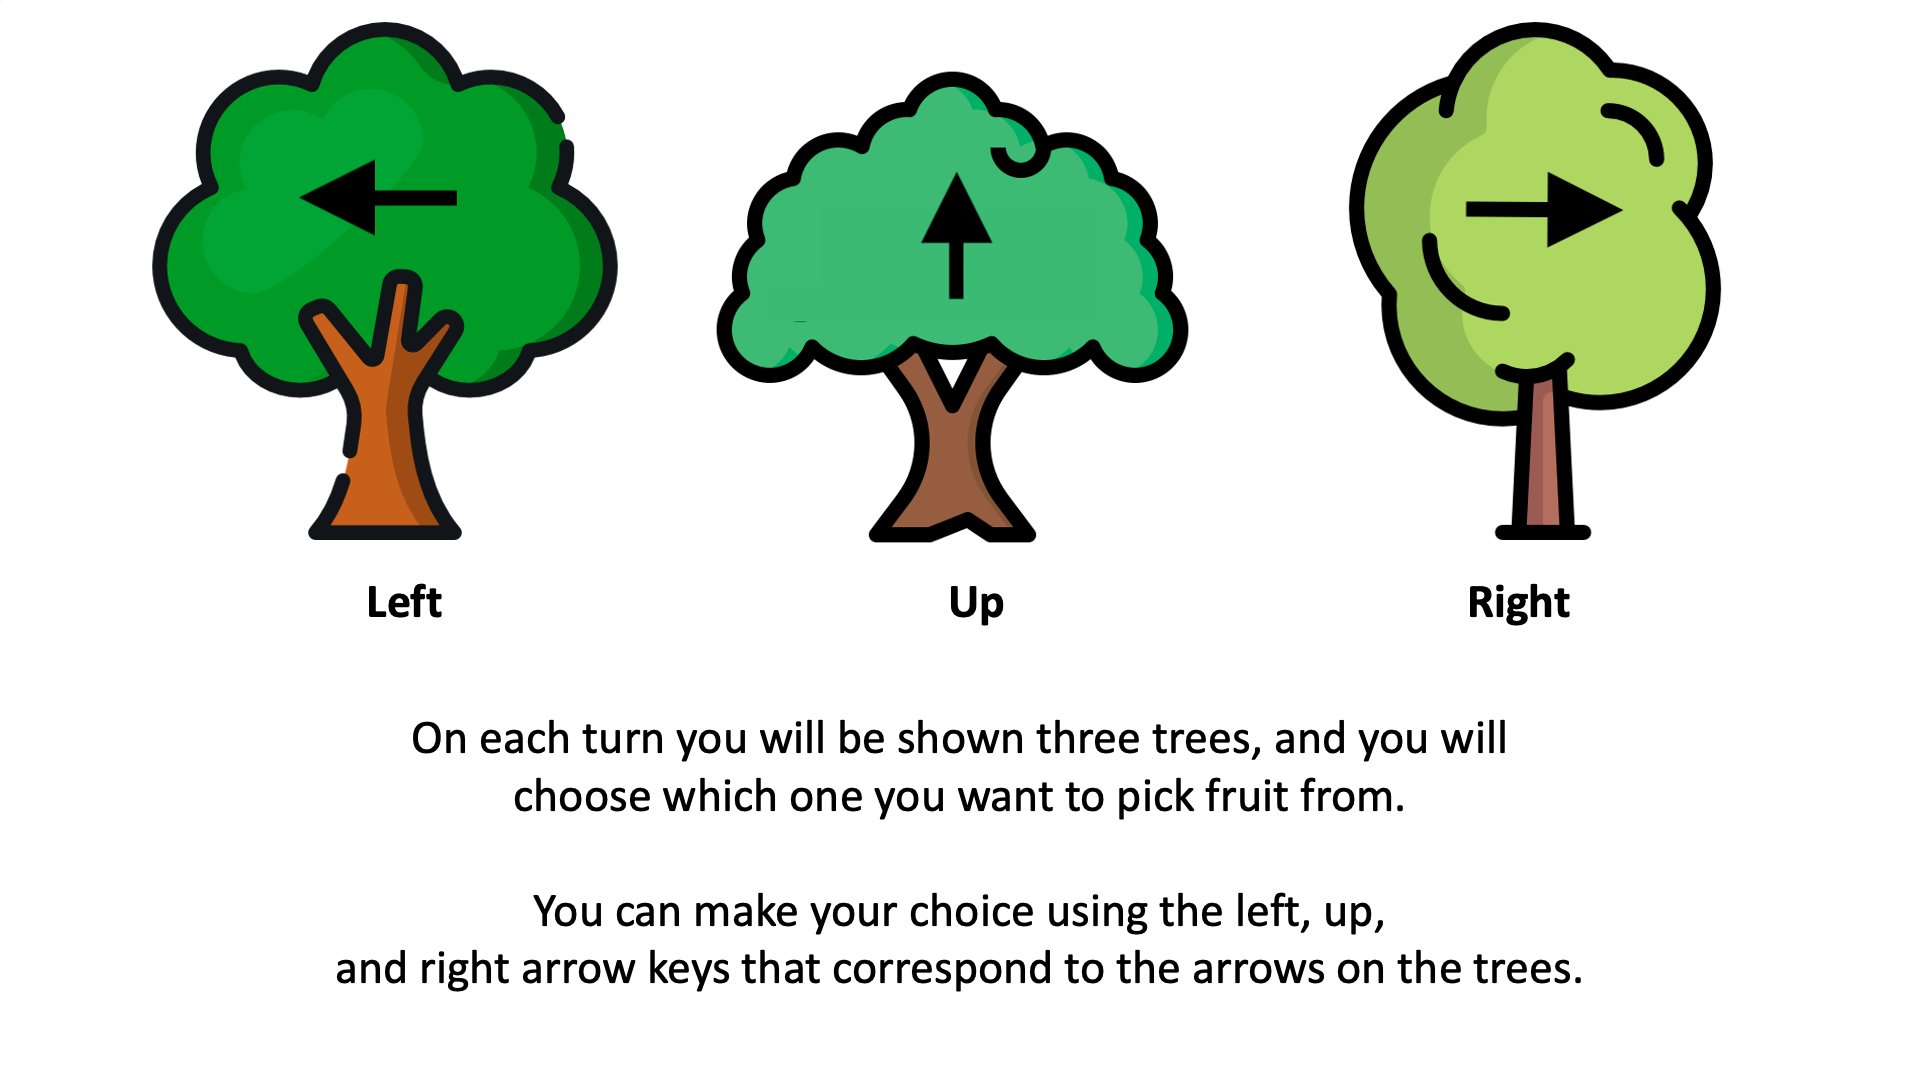 Left
Up
Right
On each turn you will be shown three trees, and you will
choose which one you want to pick fruit from.
You can make your choice using the left, up,
and right arrow keys that correspond to the arrows on the trees.